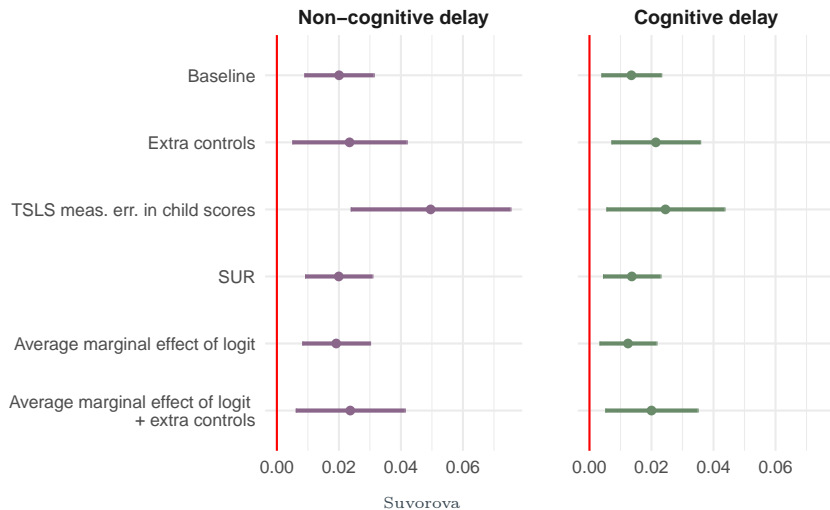 Non−cognitive delay
Cognitive delay
Baseline
Extra controls
TSLS meas. err. in child scores
SUR
Average marginal effect of logit
Average marginal effect of logit
+ extra controls
0.00 0.02 0.04 0.06
0.00 0.02 0.04 0.06
Suvorova